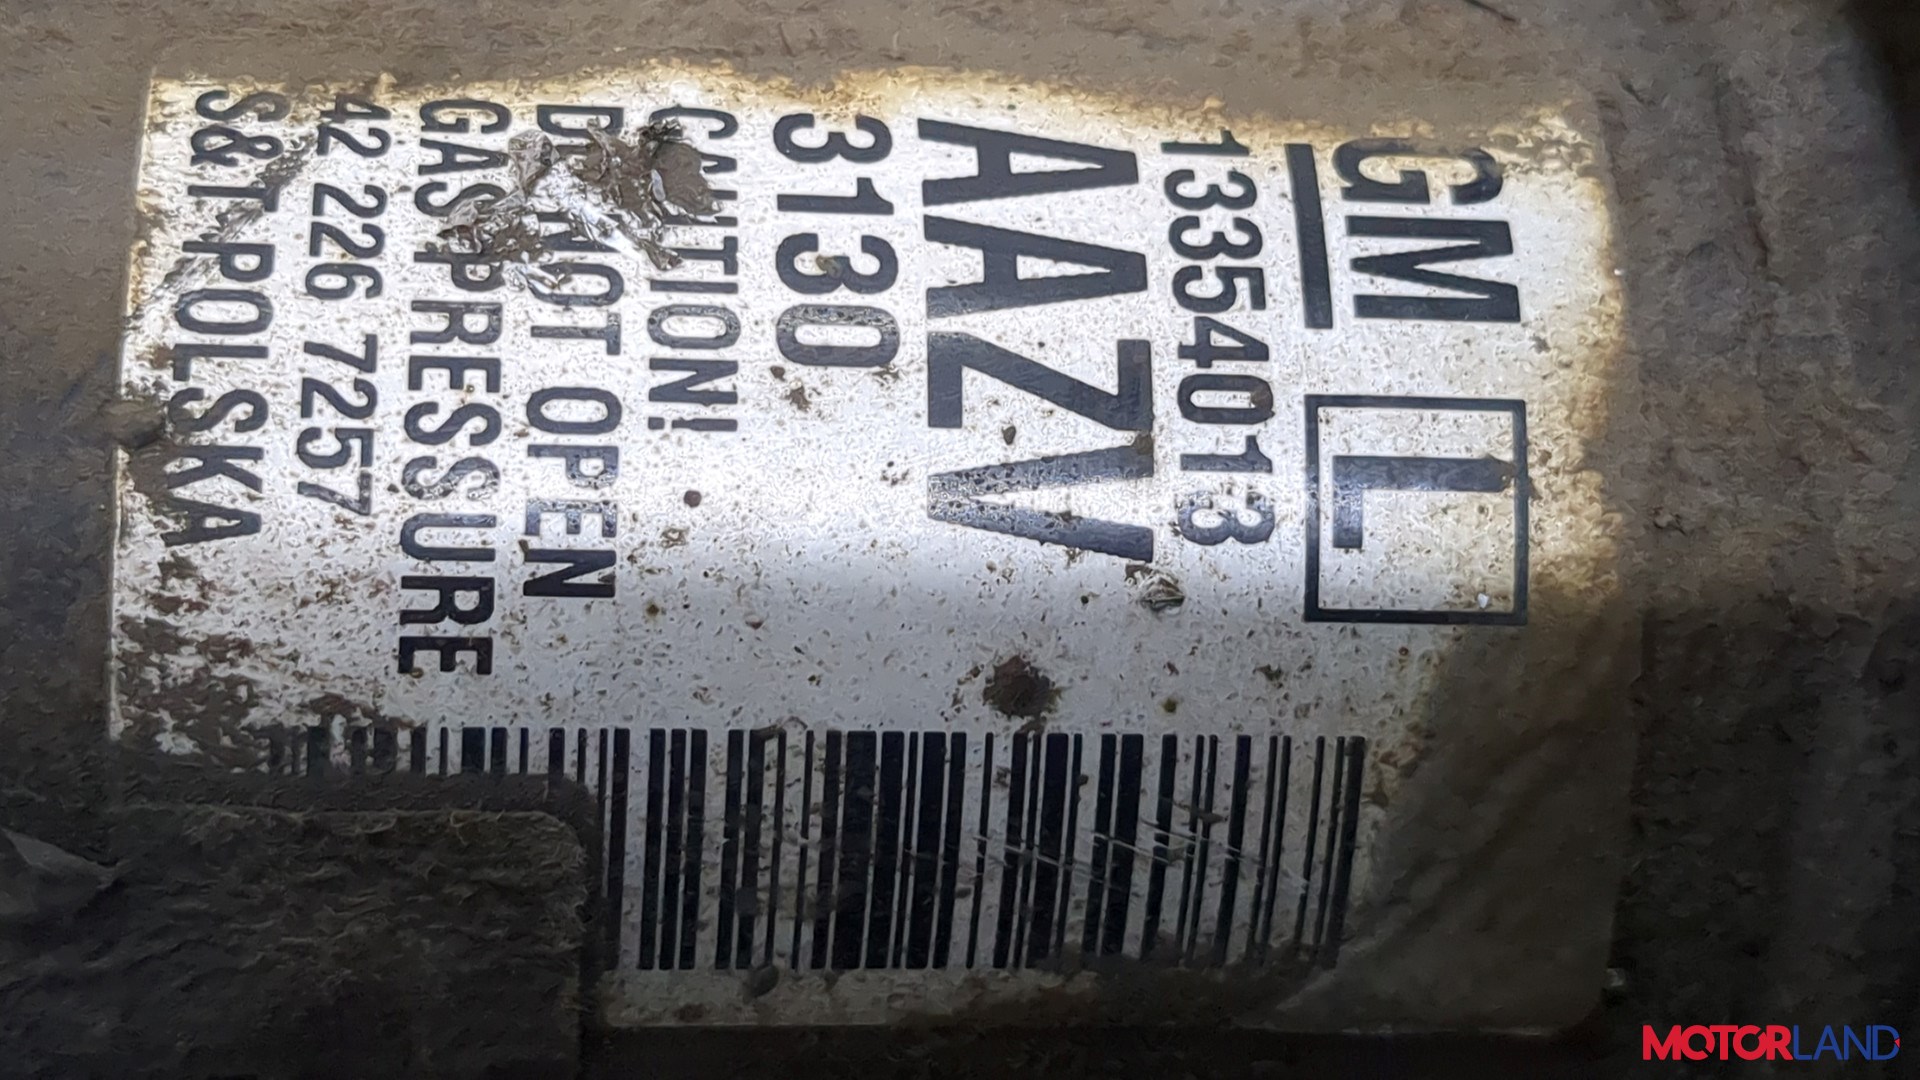 GM L
13354013
AAZV
3130
CAUTION!
DO NOT OPEN
GAS PRESSURE
42 226 7257
S&T POLSKA
MOTORLAND